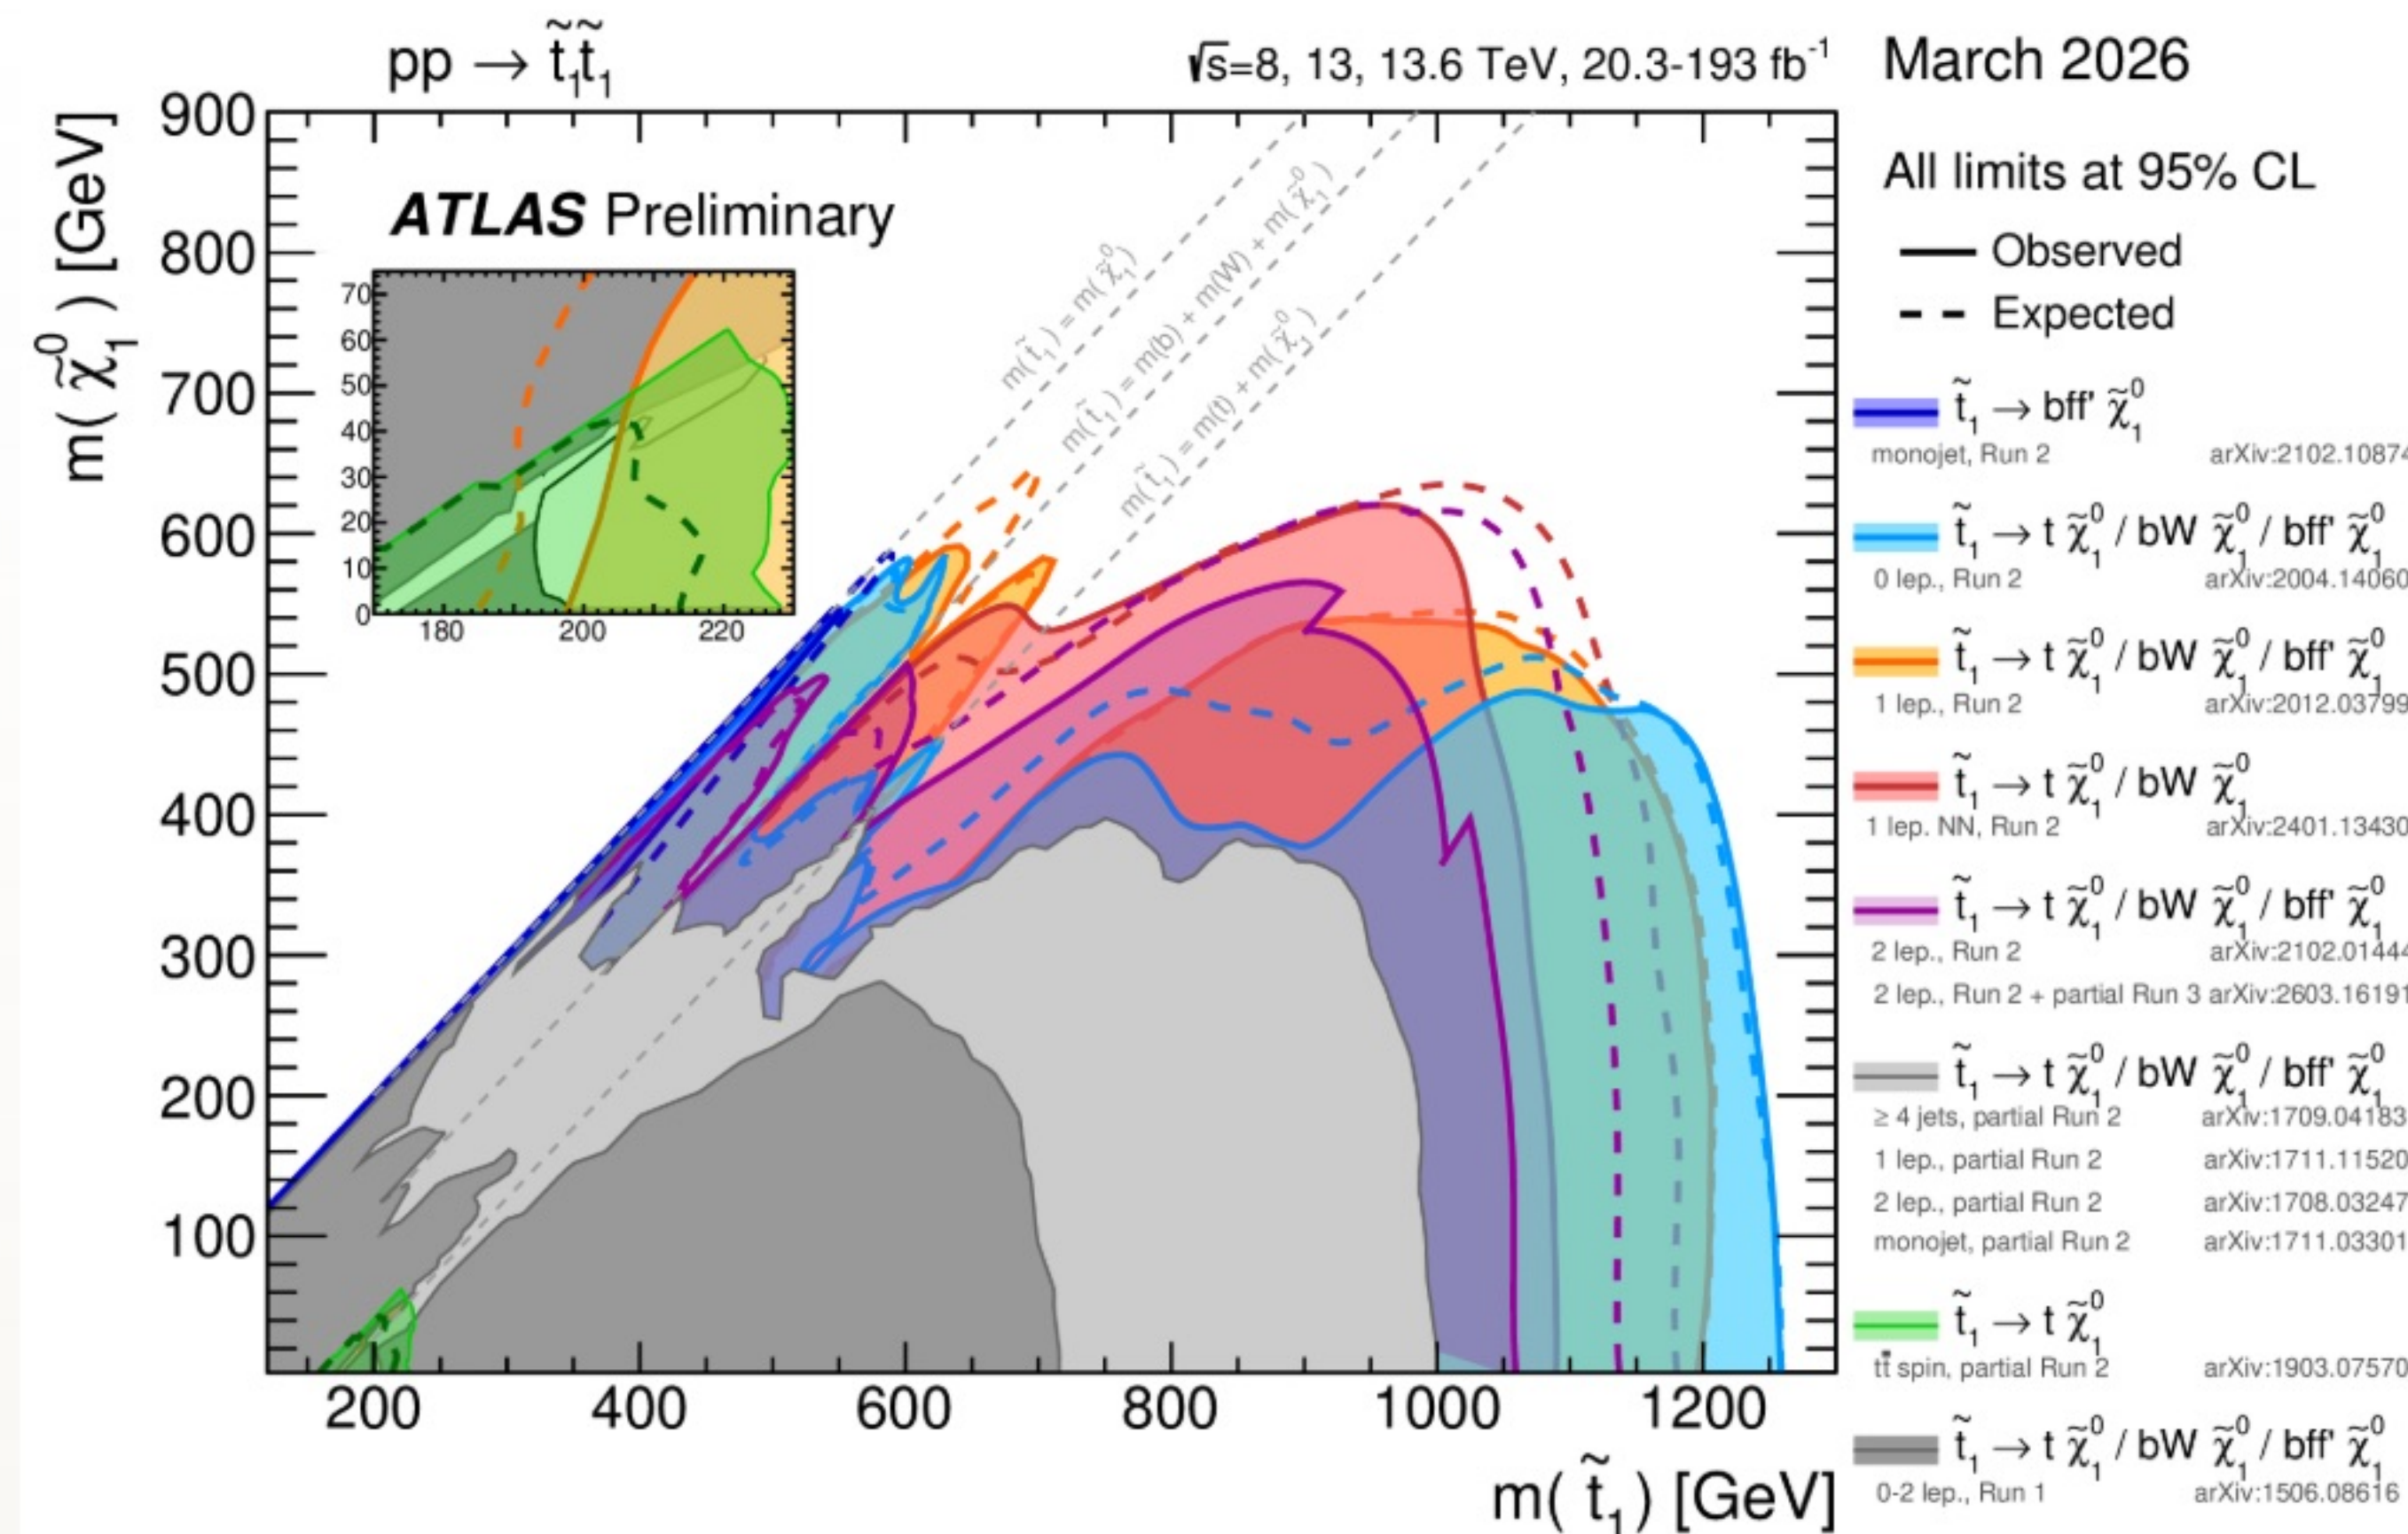 pp → t̃₁t̃₁
√s=8, 13, 13.6 TeV, 20.3-193 fb⁻¹
March 2026
m( χ̃₁⁰ ) [GeV]
900
800
700
600
500
400
300
200
100
ATLAS Preliminary
70
60
50
40
30
20
10
0
180
200
220
m( t̃₁ ) = m( χ̃₁⁰ )
m( t̃₁ ) = m(b) + m(W) + m( χ̃₁⁰ )
m( t̃₁ ) = m(t) + m( χ̃₁⁰ )
200
400
600
800
1000
1200
m( t̃₁ ) [GeV]
All limits at 95% CL
Observed
Expected
t̃₁ → bff' χ̃₁⁰
monojet, Run 2 arXiv:2102.10874
t̃₁ → t χ̃₁⁰ / bW χ̃₁⁰ / bff' χ̃₁⁰
0 lep., Run 2 arXiv:2004.14060
t̃₁ → t χ̃₁⁰ / bW χ̃₁⁰ / bff' χ̃₁⁰
1 lep., Run 2 arXiv:2012.03799
t̃₁ → t χ̃₁⁰ / bW χ̃₁⁰
1 lep. NN, Run 2 arXiv:2401.13430
t̃₁ → t χ̃₁⁰ / bW χ̃₁⁰ / bff' χ̃₁⁰
2 lep., Run 2 arXiv:2102.01444
2 lep., Run 2 + partial Run 3 arXiv:2603.16191
t̃₁ → t χ̃₁⁰ / bW χ̃₁⁰ / bff' χ̃₁⁰
≥ 4 jets, partial Run 2 arXiv:1709.04183
1 lep., partial Run 2 arXiv:1711.11520
2 lep., partial Run 2 arXiv:1708.03247
monojet, partial Run 2 arXiv:1711.03301
t̃₁ → t χ̃₁⁰
tt̄ spin, partial Run 2 arXiv:1903.07570
t̃₁ → t χ̃₁⁰ / bW χ̃₁⁰ / bff' χ̃₁⁰
0-2 lep., Run 1 arXiv:1506.08616